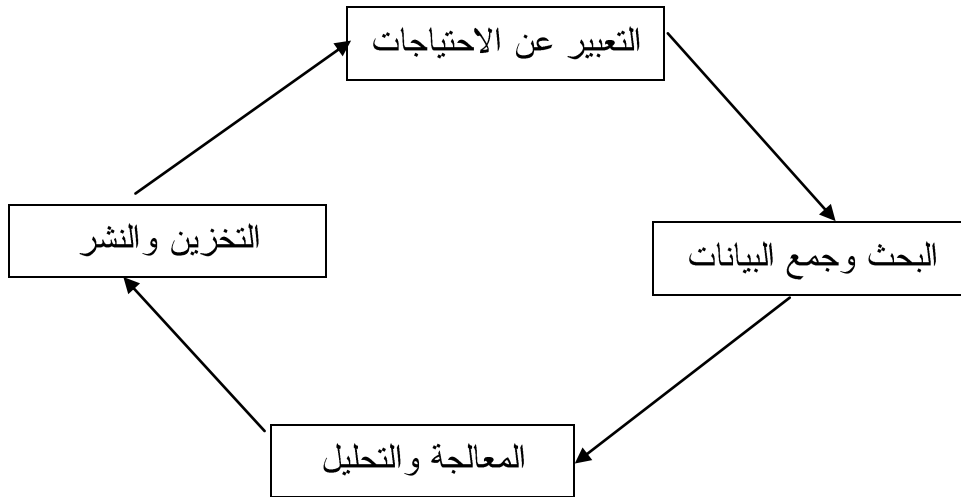 التعبير عن الاحتياجات
البحث وجمع البيانات
المعالجة والتحليل
التخزين والنشر